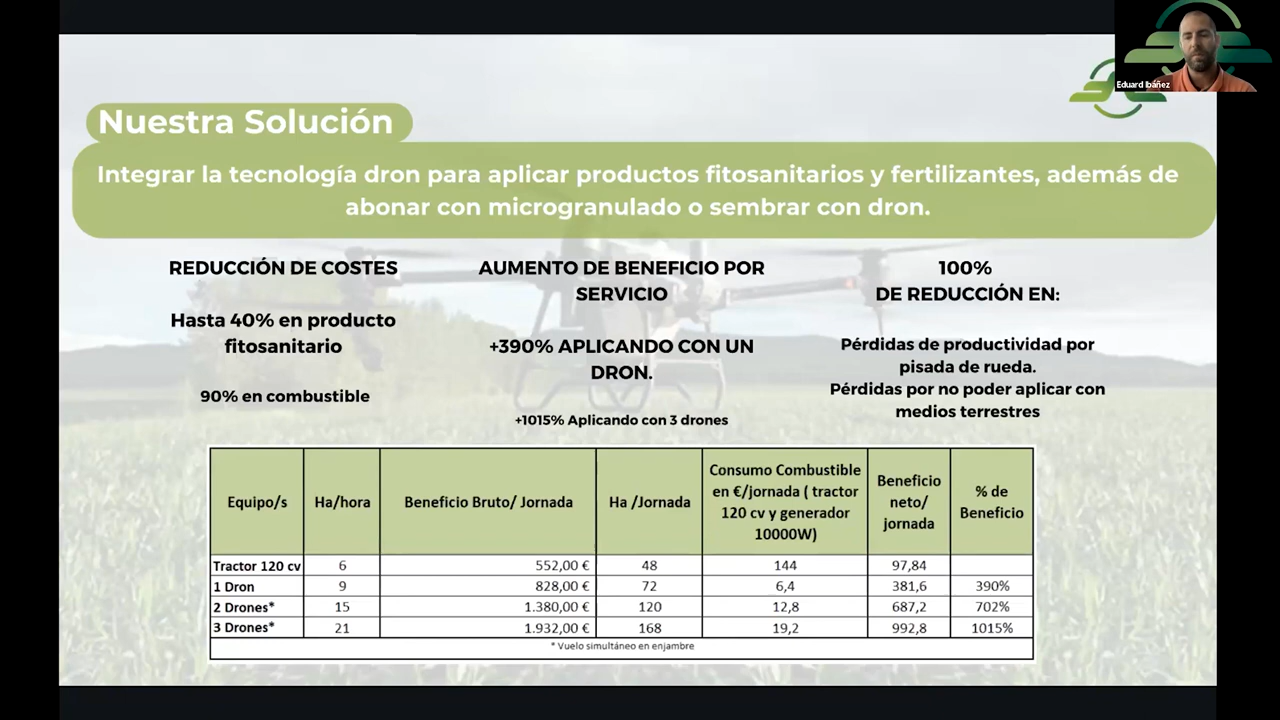 Eduard Ibáñez
Nuestra Solución
Integrar la tecnología dron para aplicar productos fitosanitarios y fertilizantes, además de
abonar con microgranulado o sembrar con dron.
REDUCCIÓN DE COSTES
Hasta 40% en producto
fitosanitario
90% en combustible
AUMENTO DE BENEFICIO POR
SERVICIO
+390% APLICANDO CON UN
DRON.
+1015% Aplicando con 3 drones
100%
DE REDUCCIÓN EN:
Pérdidas de productividad por
pisada de rueda.
Pérdidas por no poder aplicar con
medios terrestres
Equipo/s Ha/hora Beneficio Bruto/ Jornada Ha /Jornada Consumo Combustible en €/jornada ( tractor 120 cv y generador 10000W) Beneficio neto/ jornada % de Beneficio
Tractor 120 cv 6 552,00 € 48 144 97,84
1 Dron 9 828,00 € 72 6,4 381,6 390%
2 Drones* 15 1.380,00 € 120 12,8 687,2 702%
3 Drones* 21 1.932,00 € 168 19,2 992,8 1015%
* Vuelo simultáneo en enjambre